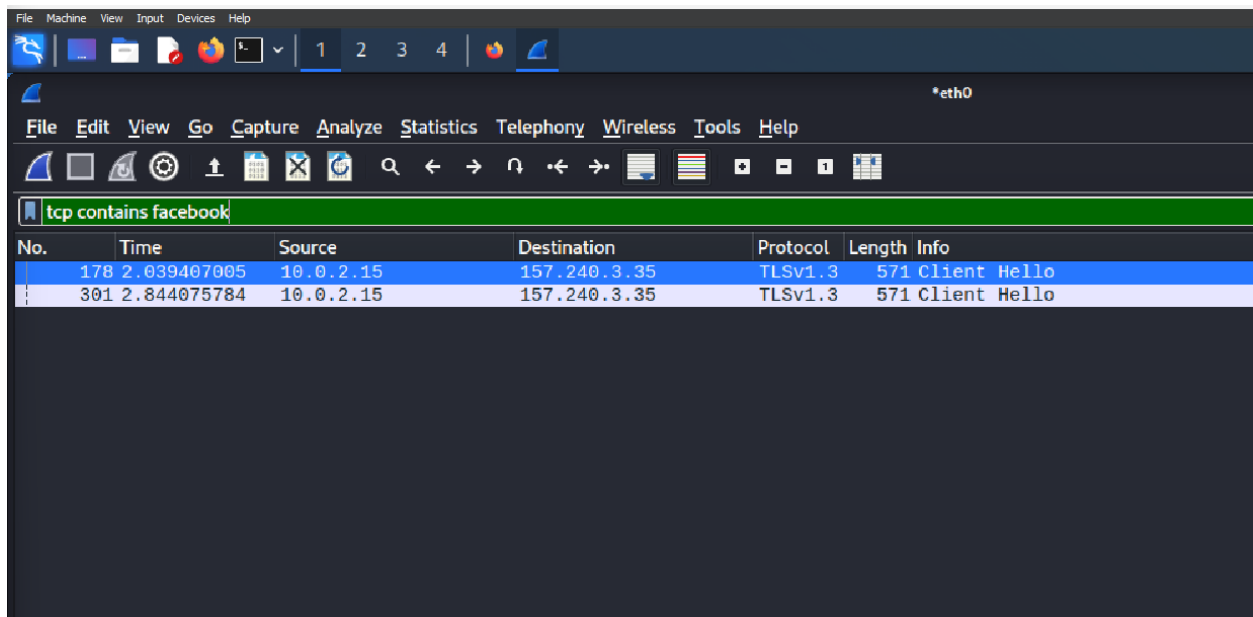 File Machine View Input Devices Help
1 2 3 4
*eth0
File Edit View Go Capture Analyze Statistics Telephony Wireless Tools Help
tcp contains facebook
No. Time Source Destination Protocol Length Info
178 2.039407005 10.0.2.15 157.240.3.35 TLSv1.3 571 Client Hello
301 2.844075784 10.0.2.15 157.240.3.35 TLSv1.3 571 Client Hello